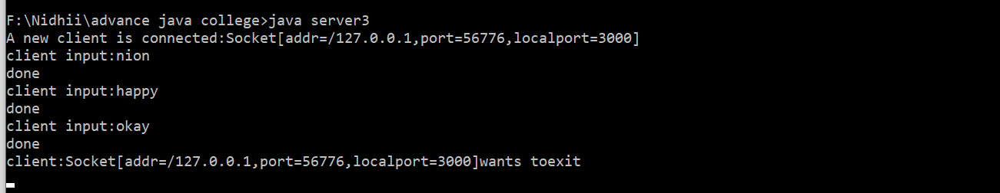 F:\Nidhii\advance java college>java server3
A new client is connected:Socket[addr=/127.0.0.1,port=56776,localport=3000]
client input:nion
done
client input:happy
done
client input:okay
done
client:Socket[addr=/127.0.0.1,port=56776,localport=3000]wants toexit